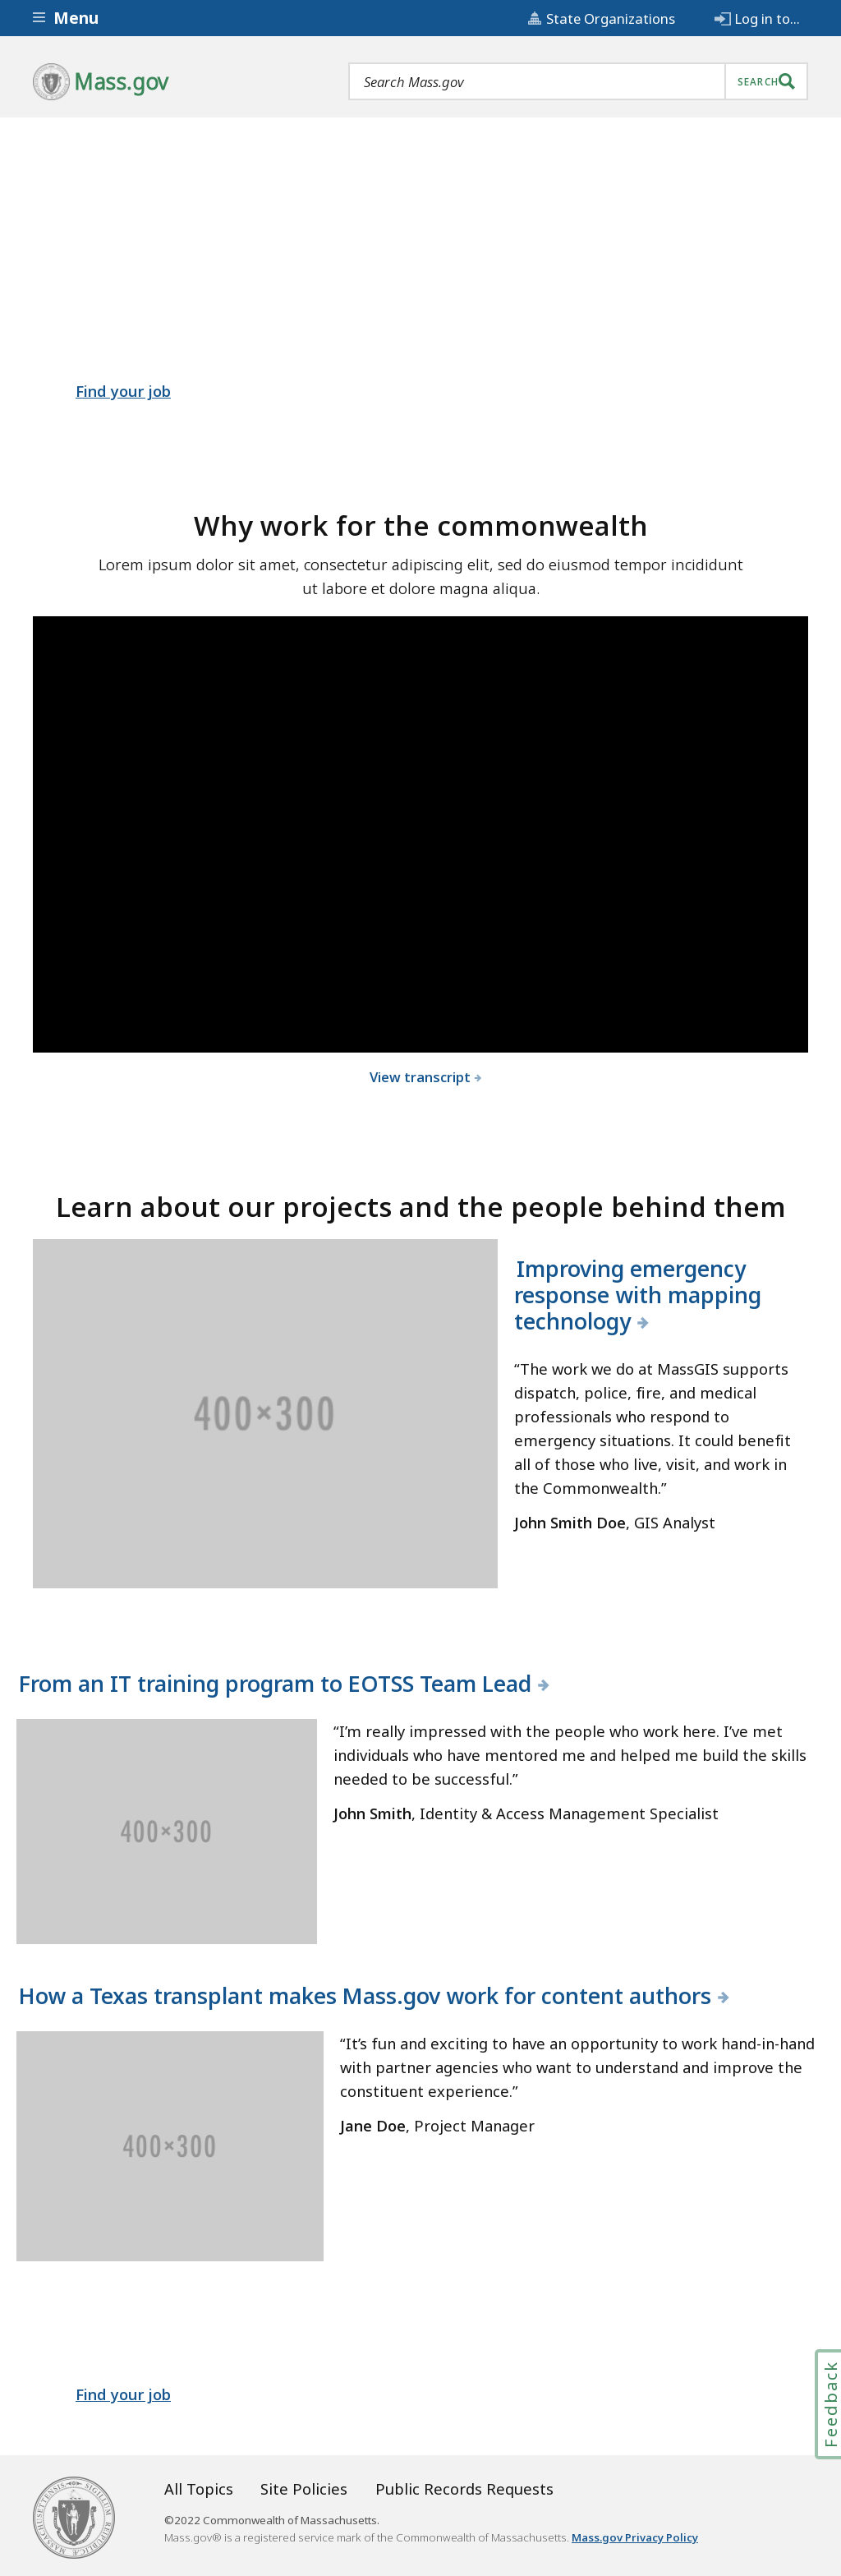 Menu
State Organizations
Log in to...
Mass.gov
Search Mass.gov
SEARCH
Find your job
Why work for the commonwealth
Lorem ipsum dolor sit amet, consectetur adipiscing elit, sed do eiusmod tempor incididunt
ut labore et dolore magna aliqua.
View transcript
Learn about our projects and the people behind them
400×300
Improving emergency
response with mapping
technology
“The work we do at MassGIS supports
dispatch, police, fire, and medical
professionals who respond to
emergency situations. It could benefit
all of those who live, visit, and work in
the Commonwealth.”
John Smith Doe, GIS Analyst
From an IT training program to EOTSS Team Lead
400×300
“I’m really impressed with the people who work here. I’ve met
individuals who have mentored me and helped me build the skills
needed to be successful.”
John Smith, Identity & Access Management Specialist
How a Texas transplant makes Mass.gov work for content authors
400×300
“It’s fun and exciting to have an opportunity to work hand-in-hand
with partner agencies who want to understand and improve the
constituent experience.”
Jane Doe, Project Manager
Feedback
Find your job
All Topics
Site Policies
Public Records Requests
©2022 Commonwealth of Massachusetts.
Mass.gov® is a registered service mark of the Commonwealth of Massachusetts. Mass.gov Privacy Policy